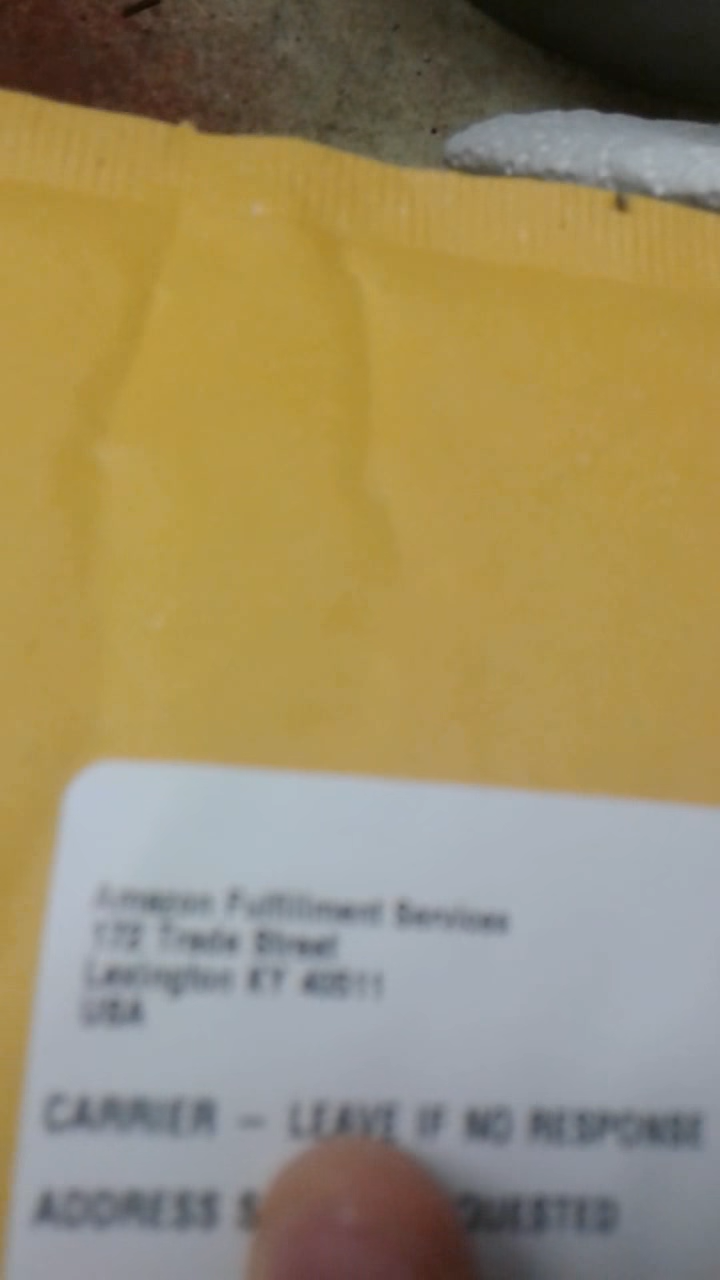 Amazon Fulfillment Services
172 Trade Street
Lexington KY 40511
USA
CARRIER – LEAVE IF NO RESPONSE
ADDRESS